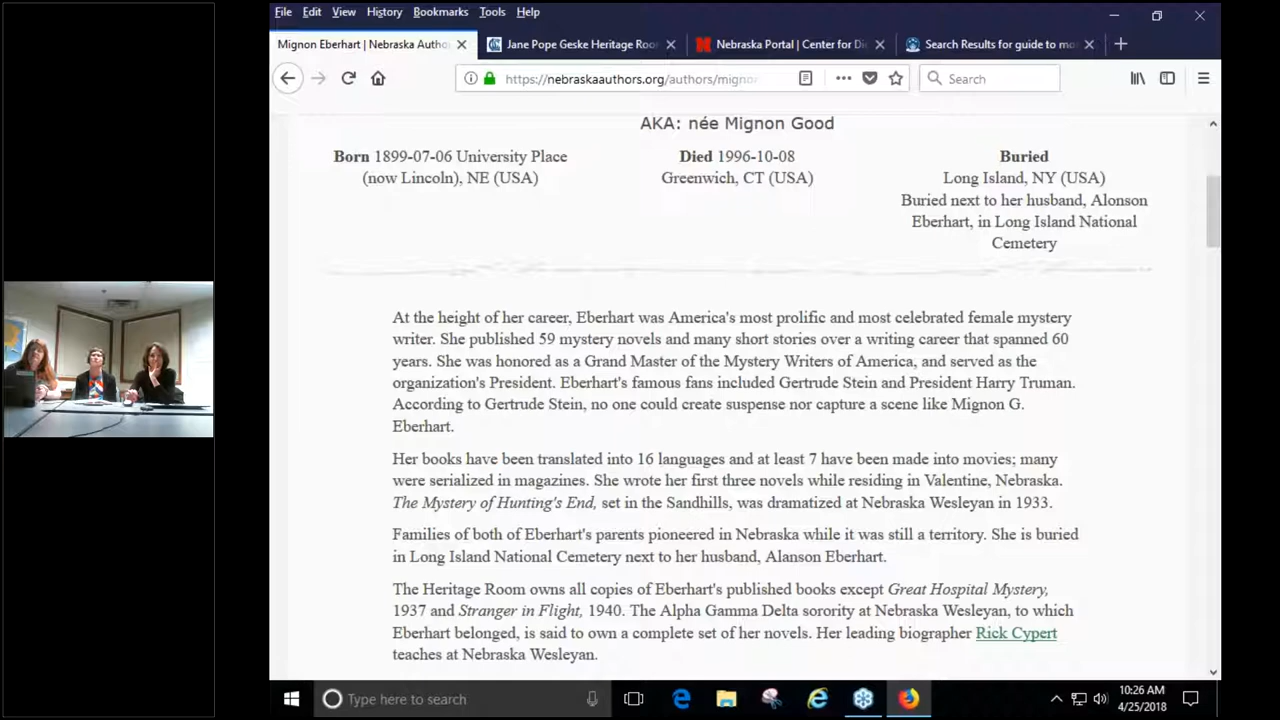 File Edit View History Bookmarks Tools Help
Mignon Eberhart | Nebraska Autho
Jane Pope Geske Heritage Roo
Nebraska Portal | Center for Di
Search Results for guide to mo
https://nebraskaauthors.org/authors/migno
Search
AKA: née Mignon Good
Born 1899-07-06 University Place
(now Lincoln), NE (USA)
Died 1996-10-08
Greenwich, CT (USA)
Buried
Long Island, NY (USA)
Buried next to her husband, Alonson
Eberhart, in Long Island National
Cemetery
At the height of her career, Eberhart was America's most prolific and most celebrated female mystery
writer. She published 59 mystery novels and many short stories over a writing career that spanned 60
years. She was honored as a Grand Master of the Mystery Writers of America, and served as the
organization's President. Eberhart's famous fans included Gertrude Stein and President Harry Truman.
According to Gertrude Stein, no one could create suspense nor capture a scene like Mignon G.
Eberhart.
Her books have been translated into 16 languages and at least 7 have been made into movies; many
were serialized in magazines. She wrote her first three novels while residing in Valentine, Nebraska.
The Mystery of Hunting's End, set in the Sandhills, was dramatized at Nebraska Wesleyan in 1933.
Families of both of Eberhart's parents pioneered in Nebraska while it was still a territory. She is buried
in Long Island National Cemetery next to her husband, Alanson Eberhart.
The Heritage Room owns all copies of Eberhart's published books except Great Hospital Mystery,
1937 and Stranger in Flight, 1940. The Alpha Gamma Delta sorority at Nebraska Wesleyan, to which
Eberhart belonged, is said to own a complete set of her novels. Her leading biographer Rick Cypert
teaches at Nebraska Wesleyan.
Type here to search
10:26 AM
4/25/2018